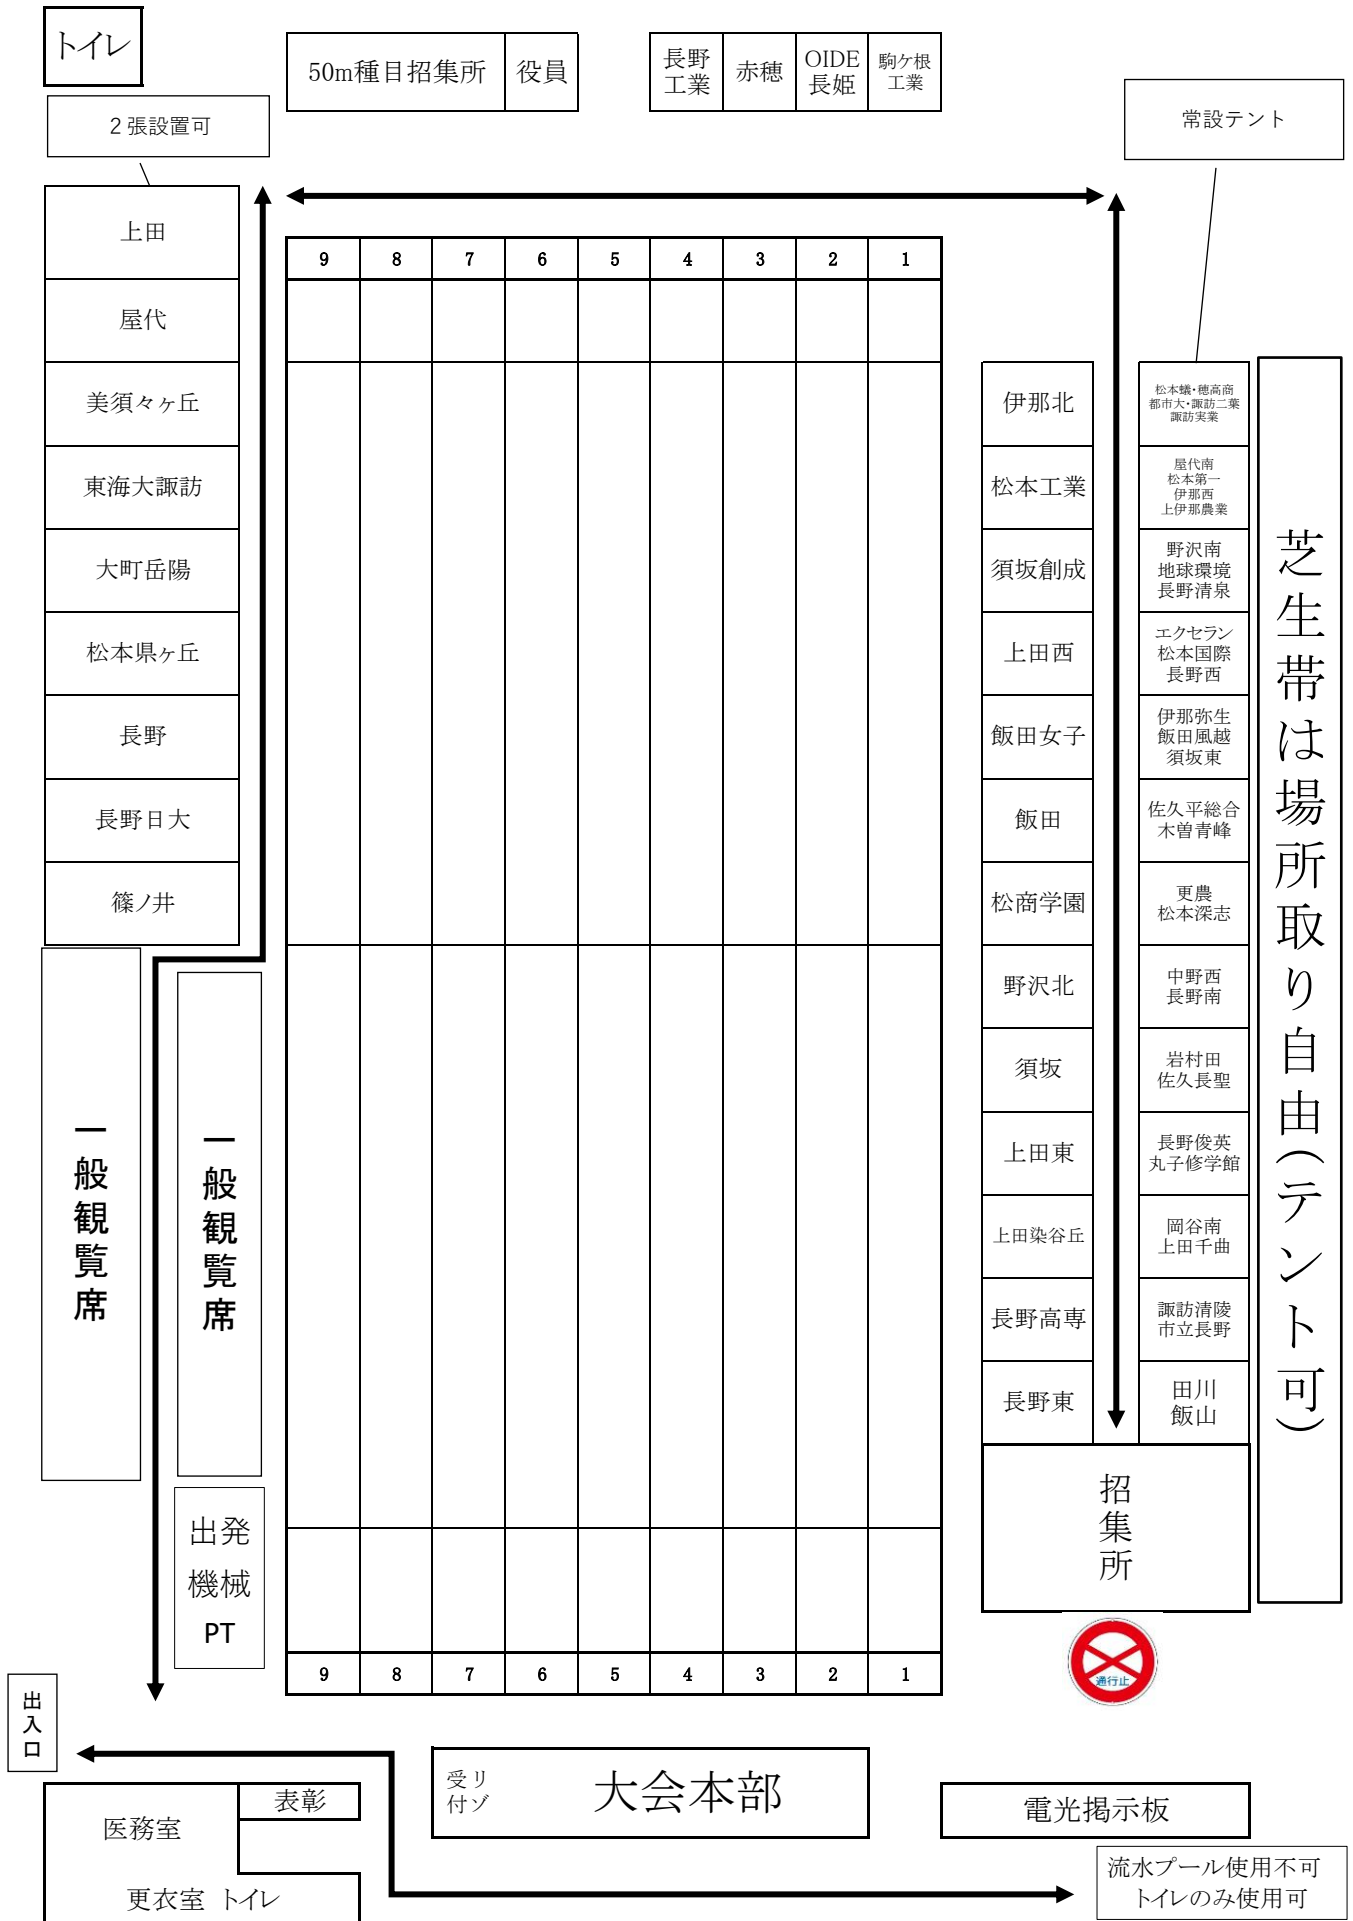 トイレ
50m種目招集所
役員
長野
工業
赤穂
OIDE
長姫
駒ケ根
工業
2張設置可
常設テント
上田
屋代
美須々ヶ丘
東海大諏訪
大町岳陽
松本県ヶ丘
長野
長野日大
篠ノ井
9 8 7 6 5 4 3 2 1
伊那北
松本工業
須坂創成
上田西
飯田女子
飯田
松商学園
野沢北
須坂
上田東
上田染谷丘
長野高専
長野東
松本蟻・穂高商
都市大・諏訪二葉
諏訪実業
屋代南
松本第一
伊那西
上伊那農業
野沢南
地球環境
長野清泉
エクセラン
松本国際
長野西
伊那弥生
飯田風越
須坂東
佐久平総合
木曽青峰
更農
松本深志
中野西
長野南
岩村田
佐久長聖
長野俊英
丸子修学館
岡谷南
上田千曲
諏訪清陵
市立長野
田川
飯山
芝生帯は場所取り自由(テント可)
一般観覧席
一般観覧席
出発
機械
PT
招集所
通行止
9 8 7 6 5 4 3 2 1
出入口
受リ
付ゾ
大会本部
電光掲示板
表彰
医務室
更衣室 トイレ
流水プール使用不可
トイレのみ使用可